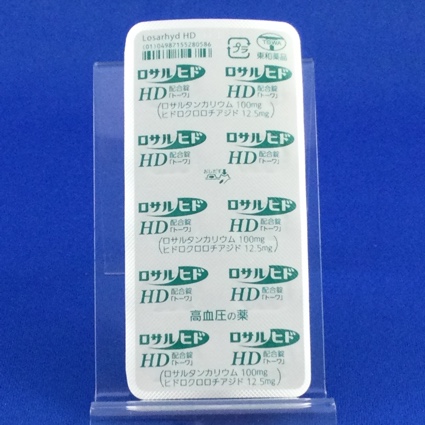 Losarhyd HD
(01)04987155280586
プラ
TOWA
東和薬品
ロサルヒド ロサルヒド
HD 配合錠「トーワ」 HD 配合錠「トーワ」
(ロサルタンカリウム 100mg
ヒドロクロロチアジド 12.5mg)
ロサルヒド ロサルヒド
HD 配合錠「トーワ」 HD 配合錠「トーワ」
おしだす
ロサルヒド ロサルヒド
HD 配合錠「トーワ」 HD 配合錠「トーワ」
(ロサルタンカリウム 100mg
ヒドロクロロチアジド 12.5mg)
ロサルヒド ロサルヒド
HD 配合錠「トーワ」 HD 配合錠「トーワ」
高血圧の薬
ロサルヒド ロサルヒド
HD 配合錠「トーワ」 HD 配合錠「トーワ」
(ロサルタンカリウム 100mg
ヒドロクロロチアジド 12.5mg)